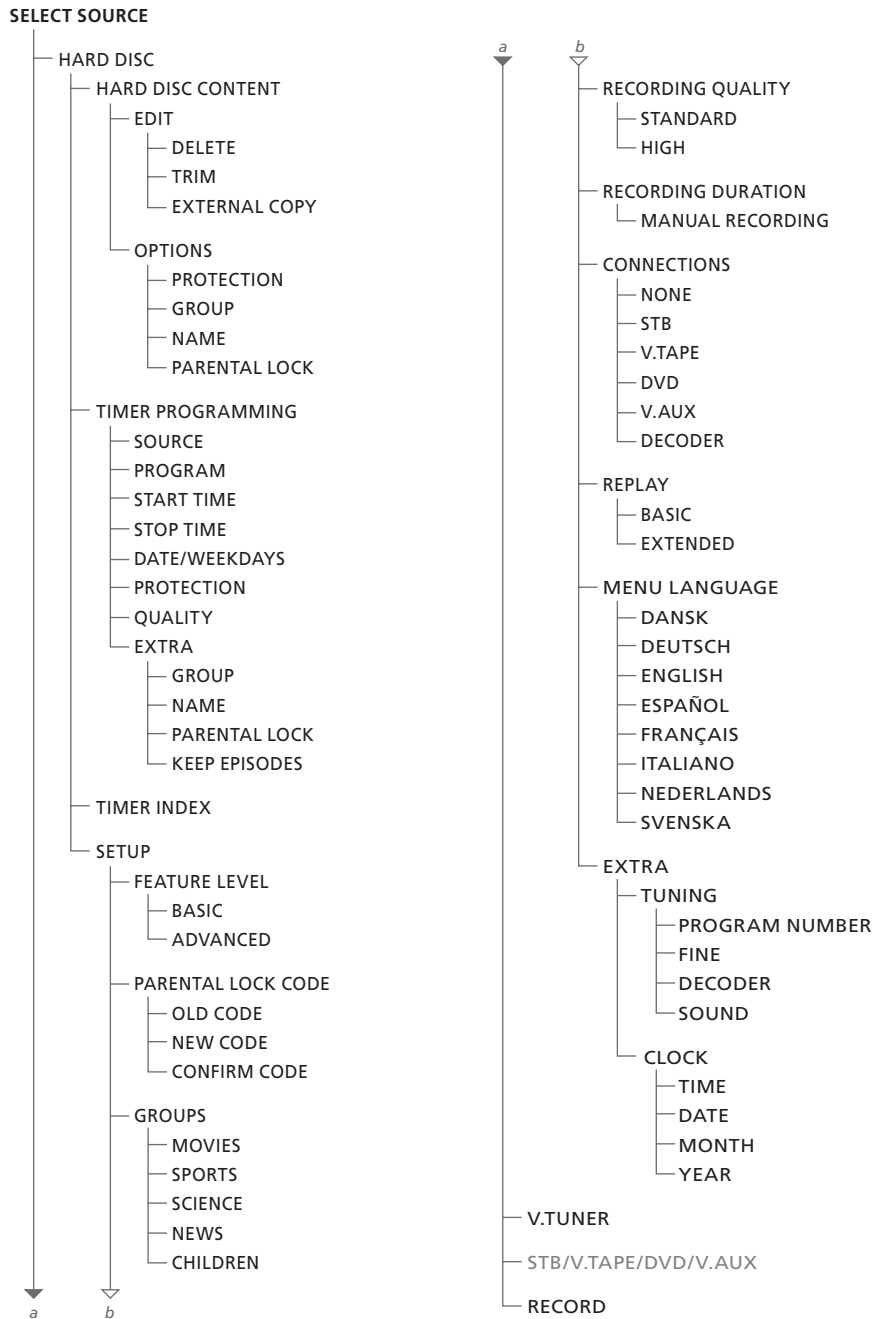 SELECT SOURCE
HARD DISC
HARD DISC CONTENT
EDIT
DELETE
TRIM
EXTERNAL COPY
OPTIONS
PROTECTION
GROUP
NAME
PARENTAL LOCK
TIMER PROGRAMMING
SOURCE
PROGRAM
START TIME
STOP TIME
DATE/WEEKDAYS
PROTECTION
QUALITY
EXTRA
GROUP
NAME
PARENTAL LOCK
KEEP EPISODES
TIMER INDEX
SETUP
FEATURE LEVEL
BASIC
ADVANCED
PARENTAL LOCK CODE
OLD CODE
NEW CODE
CONFIRM CODE
GROUPS
MOVIES
SPORTS
SCIENCE
NEWS
CHILDREN
a b
a b
RECORDING QUALITY
STANDARD
HIGH
RECORDING DURATION
MANUAL RECORDING
CONNECTIONS
NONE
STB
V.TAPE
DVD
V.AUX
DECODER
REPLAY
BASIC
EXTENDED
MENU LANGUAGE
DANSK
DEUTSCH
ENGLISH
ESPAÑOL
FRANÇAIS
ITALIANO
NEDERLANDS
SVENSKA
EXTRA
TUNING
PROGRAM NUMBER
FINE
DECODER
SOUND
CLOCK
TIME
DATE
MONTH
YEAR
V.TUNER
STB/V.TAPE/DVD/V.AUX
RECORD